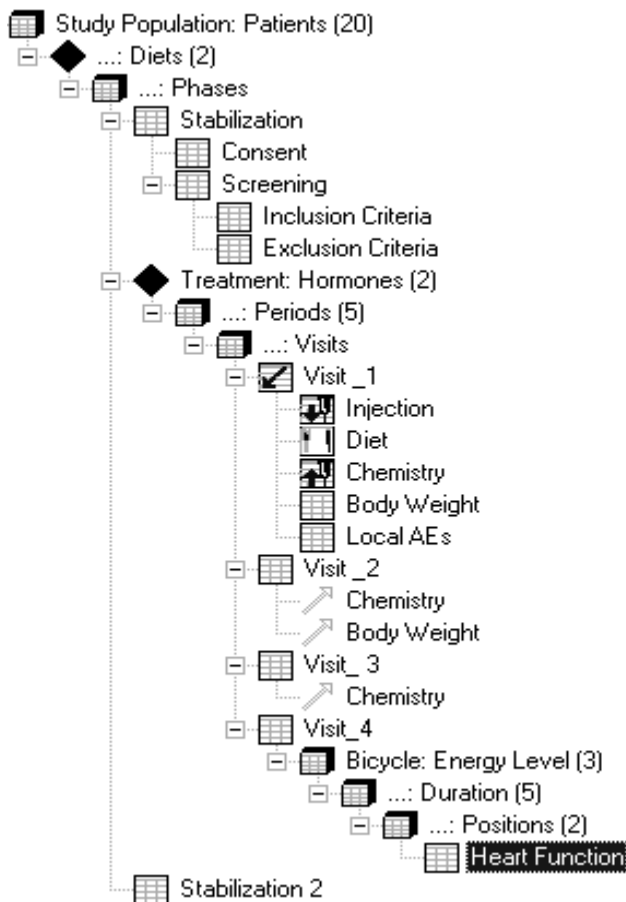 Study Population: Patients (20)
...: Diets (2)
...: Phases
Stabilization
Consent
Screening
Inclusion Criteria
Exclusion Criteria
Treatment: Hormones (2)
...: Periods (5)
...: Visits
Visit _1
Injection
Diet
Chemistry
Body Weight
Local AEs
Visit _2
Chemistry
Body Weight
Visit_ 3
Chemistry
Visit_4
Bicycle: Energy Level (3)
...: Duration (5)
...: Positions (2)
Heart Function
Stabilization 2